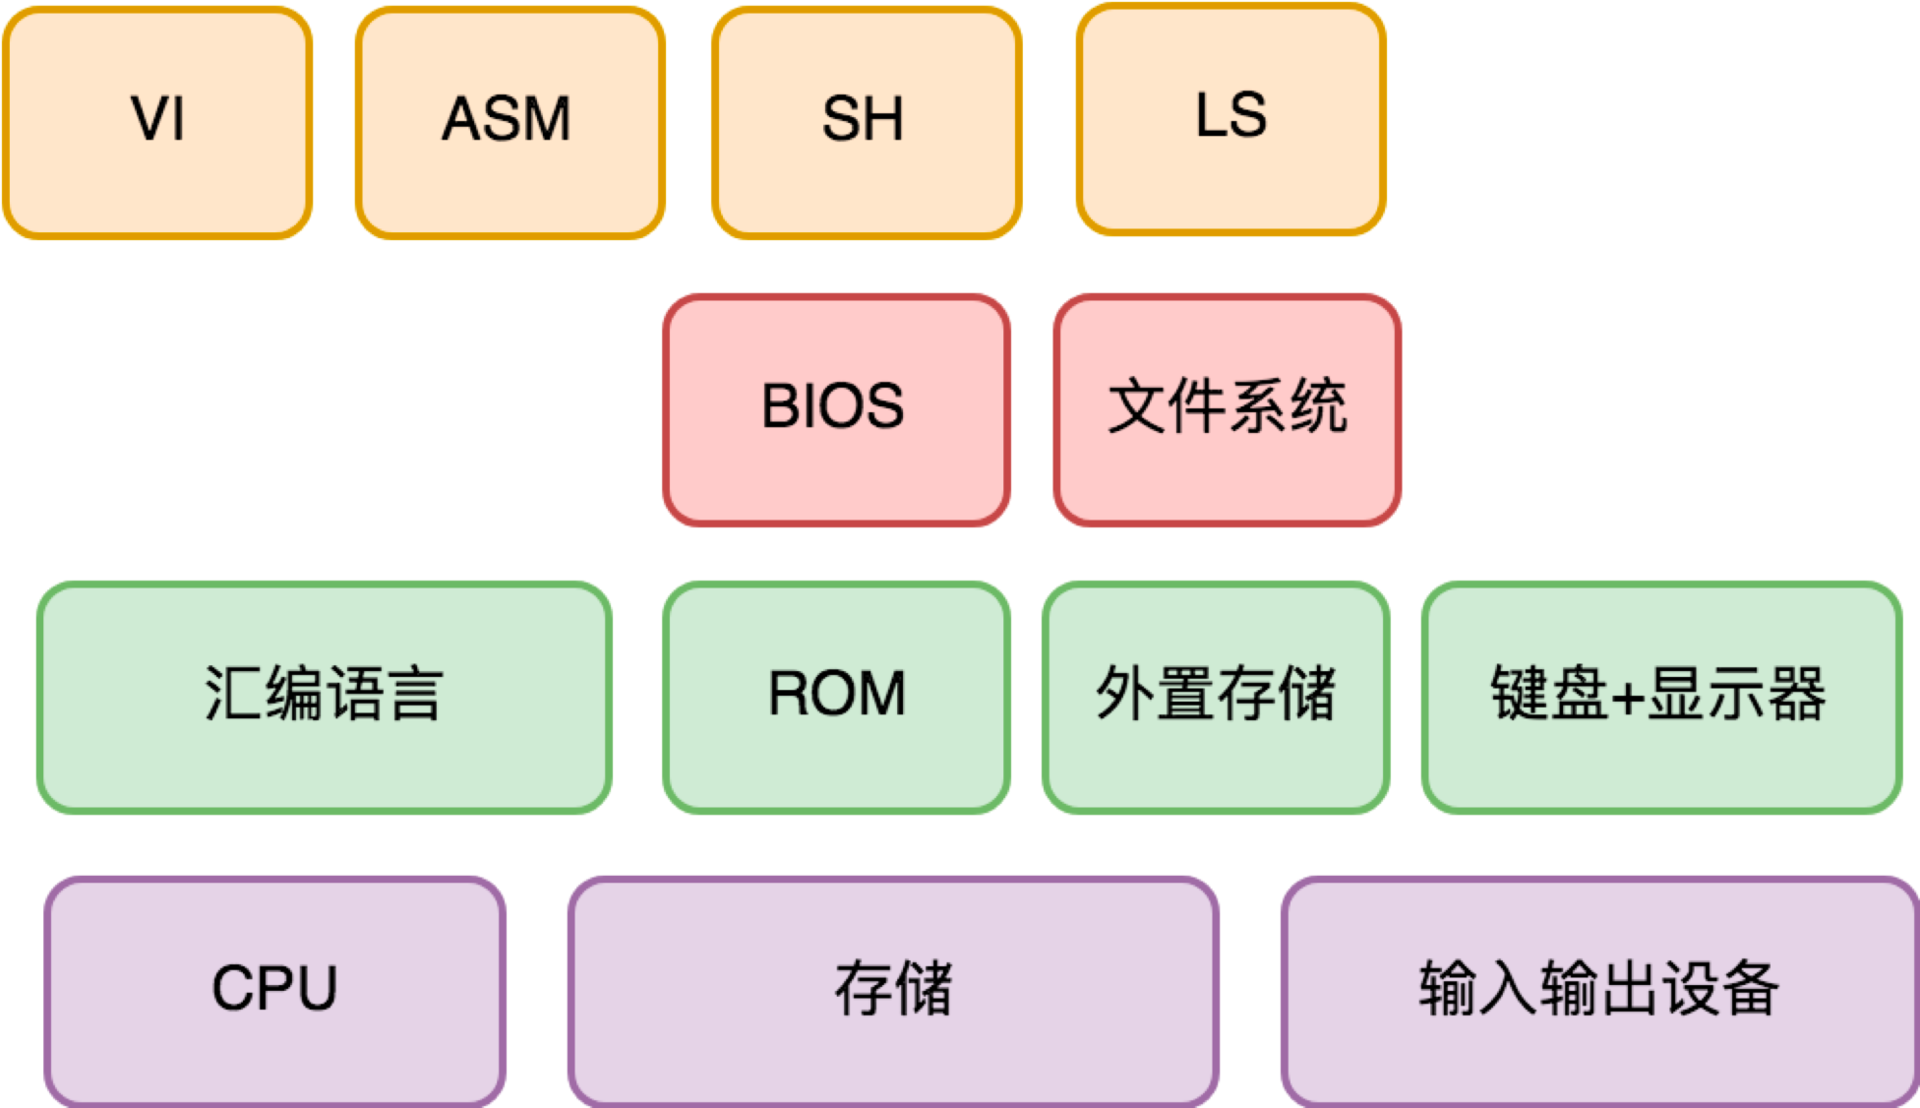 VI
ASM
SH
LS
BIOS
文件系统
汇编语言
ROM
外置存储
键盘+显示器
CPU
存储
输入输出设备